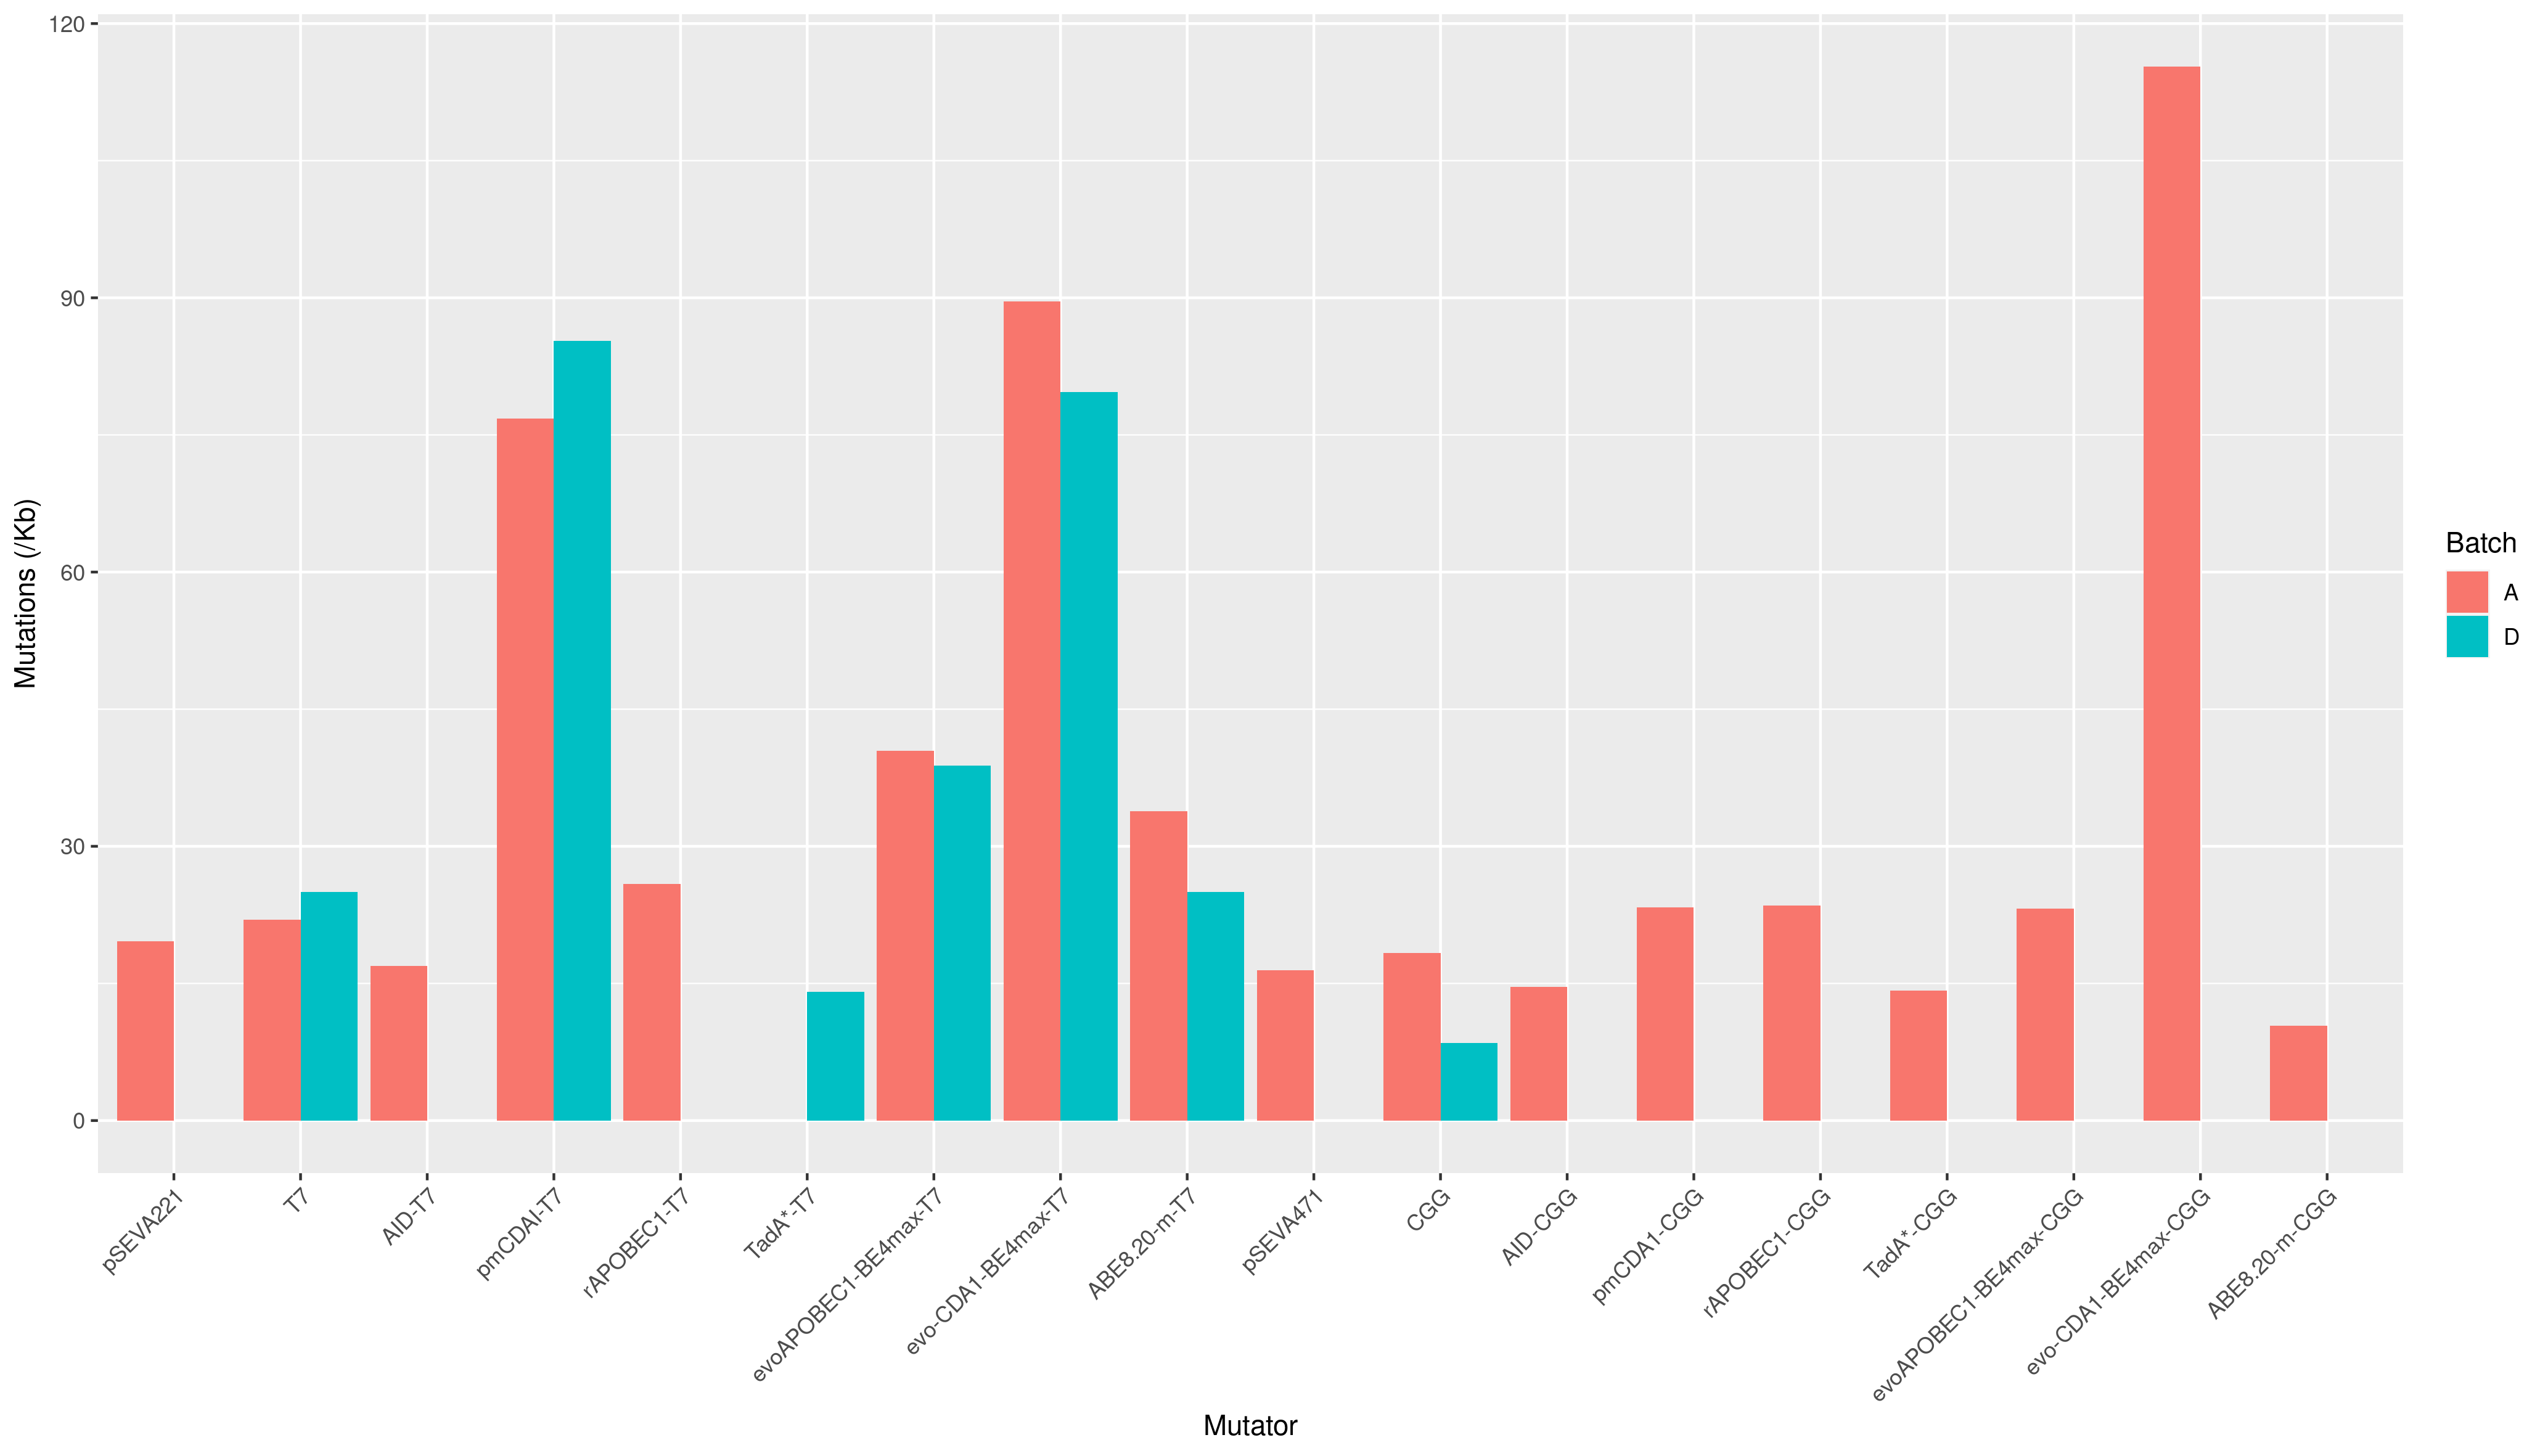 120
90
60
30
0
Mutations (/Kb)
pSEVA221
T7
AID-T7
pmCDAI-T7
rAPOBEC1-T7
TadA*-T7
evoAPOBEC1-BE4max-T7
evo-CDA1-BE4max-T7
ABE8.20-m-T7
pSEVA471
CGG
AID-CGG
pmCDA1-CGG
rAPOBEC1-CGG
TadA*-CGG
evoAPOBEC1-BE4max-CGG
evo-CDA1-BE4max-CGG
ABE8.20-m-CGG
Mutator
Batch
A
D